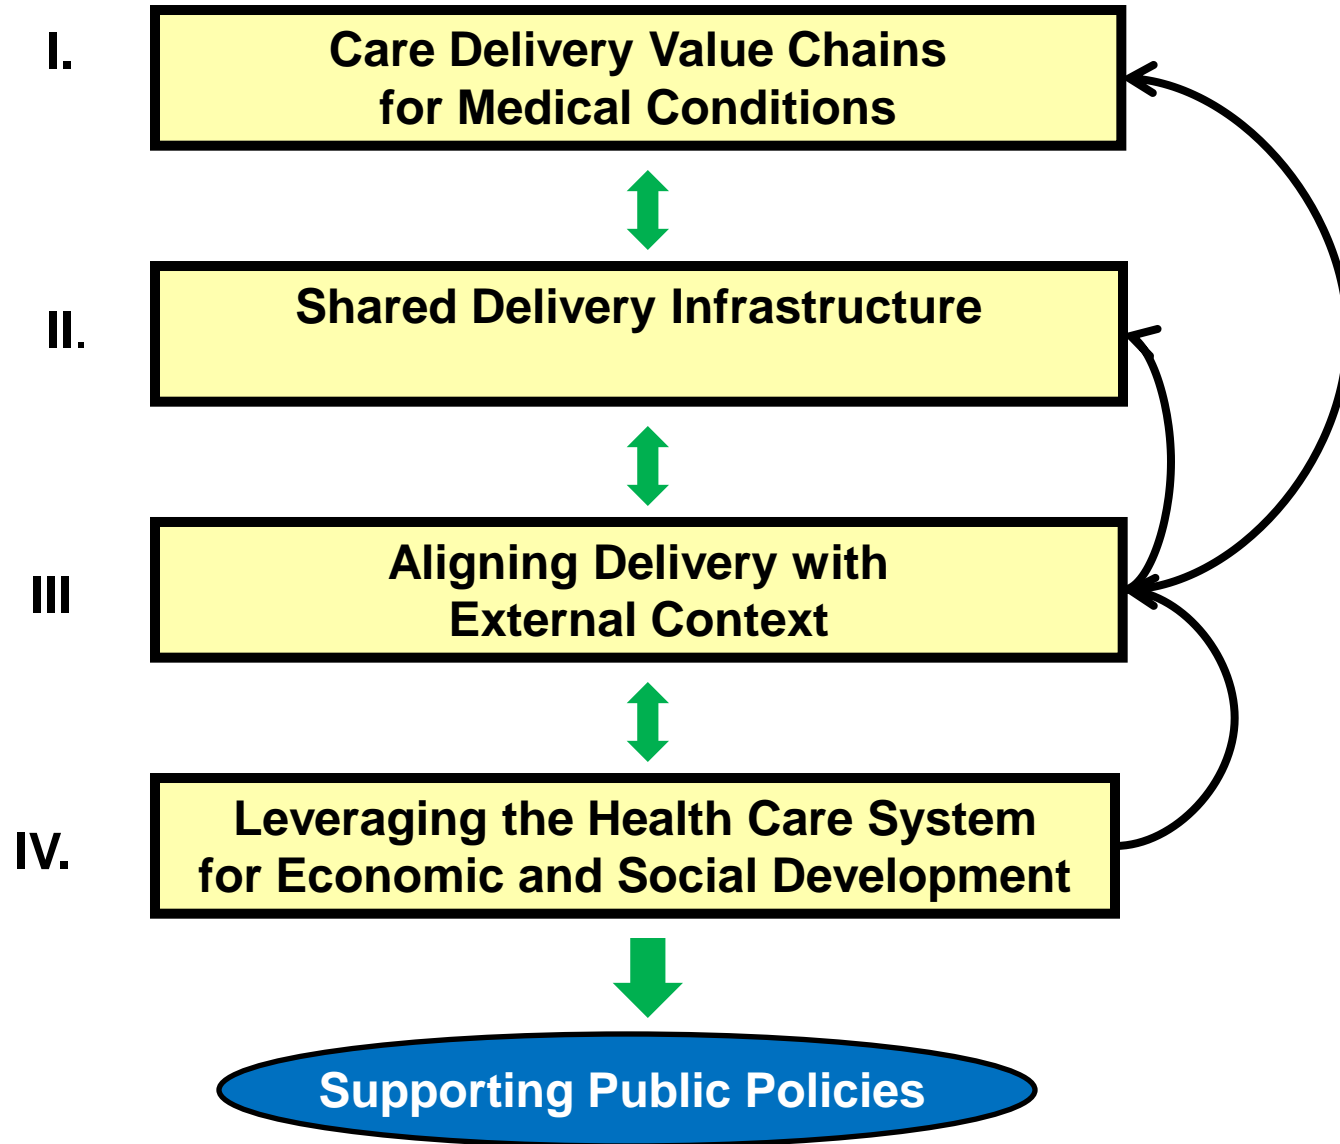 I.
Care Delivery Value Chains
for Medical Conditions
II.
Shared Delivery Infrastructure
III
Aligning Delivery with
External Context
IV.
Leveraging the Health Care System
for Economic and Social Development
Supporting Public Policies